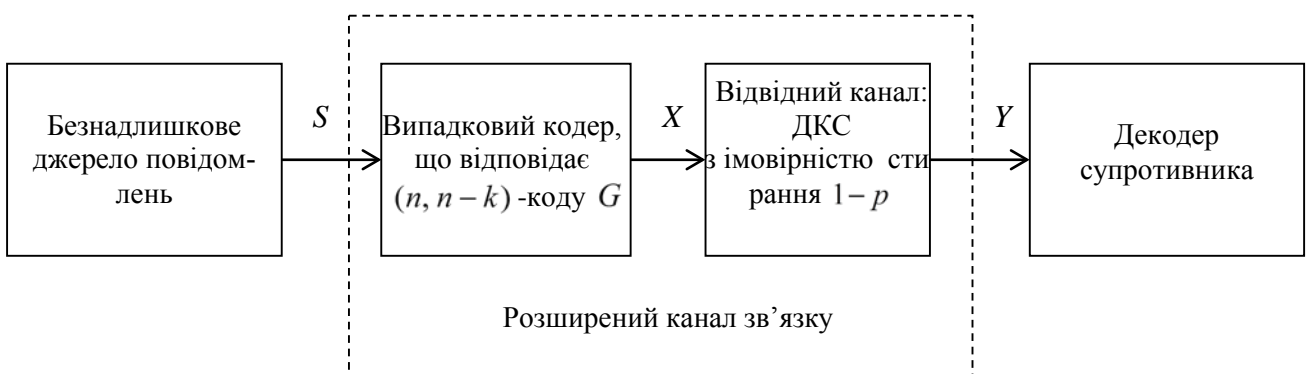 Безнадлишкове
джерело повідом-
лень
S
Випадковий кодер,
що відповідає
(n, n – k) -коду G
X
Відвідний канал:
ДКС
з імовірністю сти
рання 1– p
Y
Декодер
супротивника
Розширений канал зв’язку